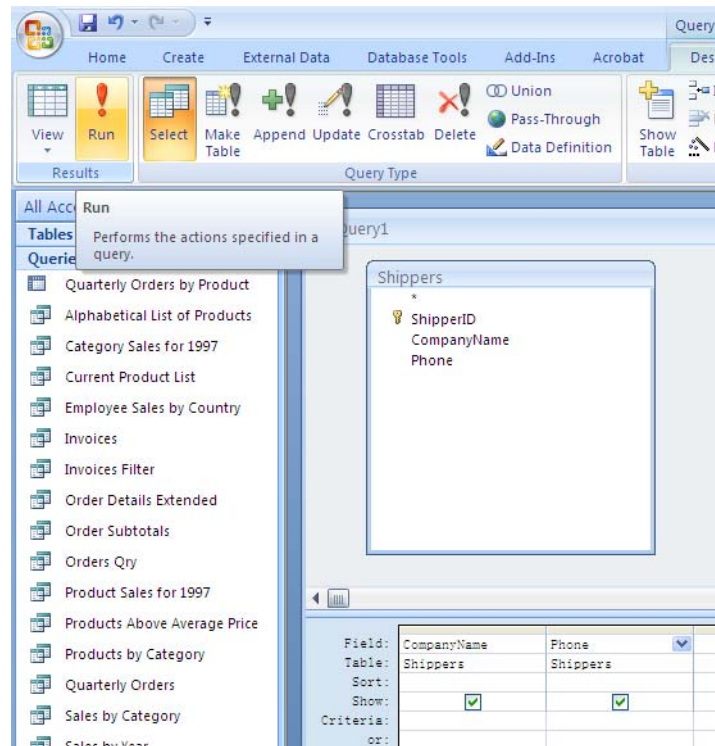 Query
Home Create External Data Database Tools Add-Ins Acrobat Des
View Run Select Make Table Append Update Crosstab Delete
Union
Pass-Through
Data Definition
Show Table
Results Query Type
All Acc
Run
Performs the actions specified in a
query.
Tables
Querie
Query1
Quarterly Orders by Product
Alphabetical List of Products
Category Sales for 1997
Current Product List
Employee Sales by Country
Invoices
Invoices Filter
Order Details Extended
Order Subtotals
Orders Qry
Product Sales for 1997
Products Above Average Price
Products by Category
Quarterly Orders
Sales by Category
Sales by Year
Shippers
*
ShipperID
CompanyName
Phone
Field: CompanyName Phone
Table: Shippers Shippers
Sort:
Show:
Criteria:
or: